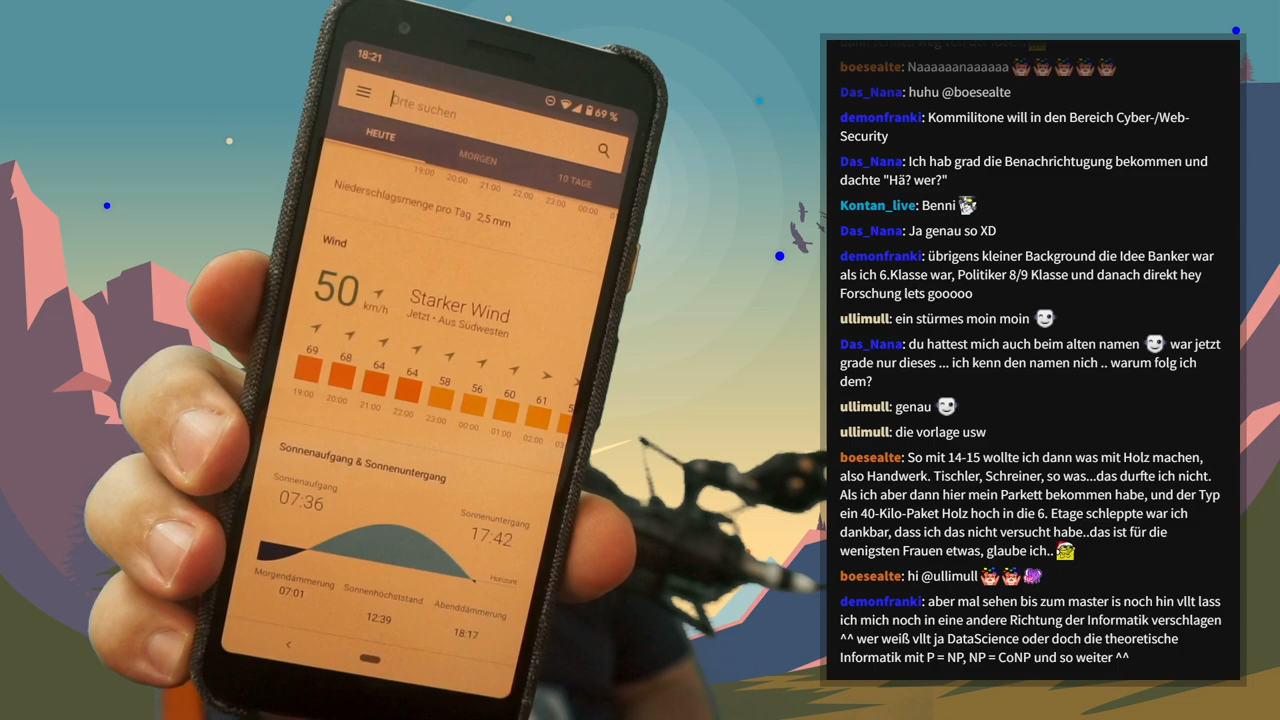 18:21
69 %
Orte suchen
HEUTE
MORGEN
10 TAGE
19:00 20:00 21:00 22:00 23:00 00:00
Niederschlagsmenge pro Tag 2,5 mm
Wind
50 km/h
Starker Wind
Jetzt • Aus Südwesten
69 68 64 64 58 56 60 61
19:00 20:00 21:00 22:00 23:00 00:00 01:00 02:00 03
Sonnenaufgang & Sonnenuntergang
Sonnenaufgang
07:36
Sonnenuntergang
17:42
Horizont
Morgendämmerung
07:01
Sonnenhöchststand
12:39
Abenddämmerung
18:17
boesealte: Naaaaaanaaaaaa
Das_Nana: huhu @boesealte
demonfranki: Kommilitone will in den Bereich Cyber-/Web-
Security
Das_Nana: Ich hab grad die Benachrichtugung bekommen und
dachte "Hä? wer?"
Kontan_live: Benni
Das_Nana: Ja genau so XD
demonfranki: übrigens kleiner Background die Idee Banker war
als ich 6.Klasse war, Politiker 8/9 Klasse und danach direkt hey
Forschung lets gooooo
ullimull: ein stürmes moin moin
Das_Nana: du hattest mich auch beim alten namen war jetzt
grade nur dieses ... ich kenn den namen nich .. warum folg ich
dem?
ullimull: genau
ullimull: die vorlage usw
boesealte: So mit 14-15 wollte ich dann was mit Holz machen,
also Handwerk. Tischler, Schreiner, so was...das durfte ich nicht.
Als ich aber dann hier mein Parkett bekommen habe, und der Typ
ein 40-Kilo-Paket Holz hoch in die 6. Etage schleppte war ich
dankbar, dass ich das nicht versucht habe..das ist für die
wenigsten Frauen etwas, glaube ich..
boesealte: hi @ullimull
demonfranki: aber mal sehen bis zum master is noch hin vllt lass
ich mich noch in eine andere Richtung der Informatik verschlagen
^^ wer weiß vllt ja DataScience oder doch die theoretische
Informatik mit P = NP, NP = CoNP und so weiter ^^